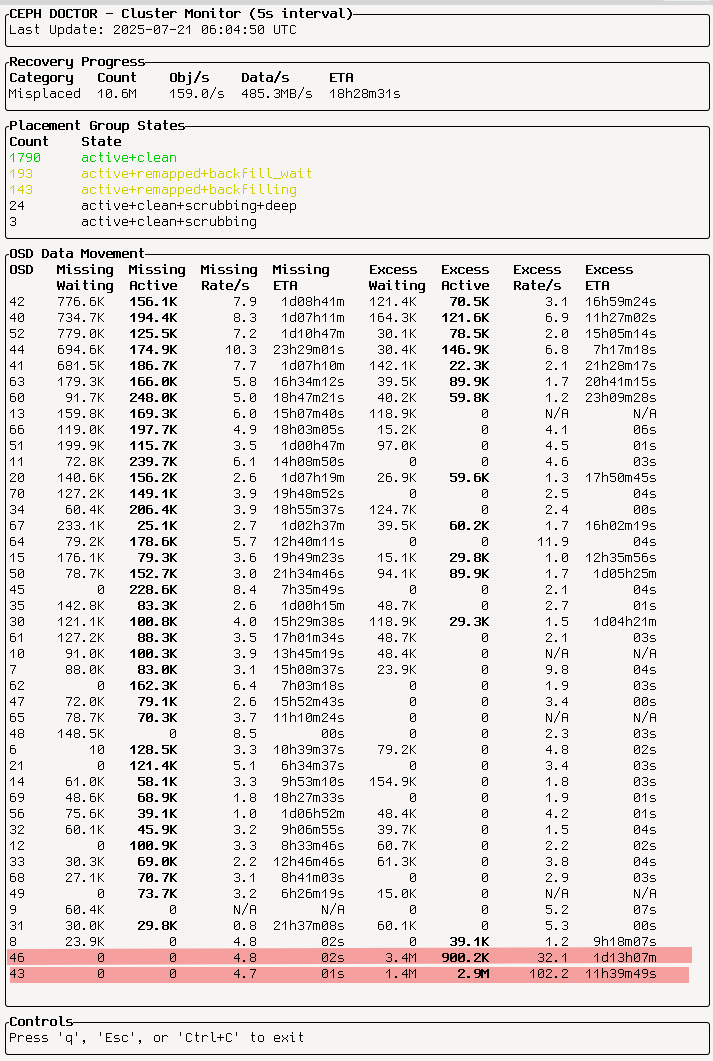 CEPH DOCTOR - Cluster Monitor (5s interval)
Last Update: 2025-07-21 06:04:50 UTC
Recovery Progress
Category Count Obj/s Data/s ETA
Misplaced 10.6M 159.0/s 485.3MB/s 18h28m31s
Placement Group States
Count State
1790 active+clean
193 active+remapped+backfill_wait
143 active+remapped+backfilling
24 active+clean+scrubbing+deep
3 active+clean+scrubbing
OSD Data Movement
OSD Missing Missing Missing Missing Excess Excess Excess Excess
Waiting Active Rate/s ETA Waiting Active Rate/s ETA
42 776.6K 156.1K 7.9 1d08h41m 121.4K 70.5K 3.1 16h59m24s
40 734.7K 194.4K 8.3 1d07h11m 164.3K 121.6K 6.9 11h27m02s
52 779.0K 125.5K 7.2 1d10h47m 30.1K 78.5K 2.0 15h05m14s
44 694.6K 174.9K 10.3 23h29m01s 30.4K 146.9K 6.8 7h17m18s
41 681.5K 186.7K 7.7 1d07h10m 142.1K 22.3K 2.1 21h28m17s
63 179.3K 166.0K 5.8 16h34m12s 39.5K 89.9K 1.7 20h41m15s
60 91.7K 248.0K 5.0 18h47m21s 40.2K 59.8K 1.2 23h09m28s
13 159.8K 169.3K 6.0 15h07m40s 118.9K 0 N/A N/A
66 119.0K 197.7K 4.9 18h03m05s 15.2K 0 4.1 06s
51 199.9K 115.7K 3.5 1d00h47m 97.0K 0 4.5 01s
11 72.8K 239.7K 6.1 14h08m50s 0 0 4.6 03s
20 140.6K 156.2K 2.6 1d07h19m 26.9K 59.6K 1.3 17h50m45s
70 127.2K 149.1K 3.9 19h48m52s 0 0 2.5 04s
34 60.4K 206.4K 3.9 18h55m37s 124.7K 0 2.4 00s
67 233.1K 25.1K 2.7 1d02h37m 39.5K 60.2K 1.7 16h02m19s
64 79.2K 178.6K 5.7 12h40m11s 0 0 11.9 04s
15 176.1K 79.3K 3.6 19h49m23s 15.1K 29.8K 1.0 12h35m56s
50 78.7K 152.7K 3.0 21h34m46s 94.1K 89.9K 1.7 1d05h25m
45 0 228.6K 8.4 7h35m49s 0 0 2.1 04s
35 142.8K 83.3K 2.6 1d00h15m 48.7K 0 2.7 01s
30 121.1K 100.8K 4.0 15h29m38s 118.9K 29.3K 1.5 1d04h21m
61 127.2K 88.3K 3.5 17h01m34s 48.7K 0 2.1 03s
10 91.0K 100.3K 3.9 13h45m19s 48.4K 0 N/A N/A
7 88.0K 83.0K 3.1 15h08m37s 23.9K 0 9.8 04s
62 0 162.3K 6.4 7h03m18s 0 0 1.9 03s
47 72.0K 79.1K 2.6 15h52m43s 0 0 3.4 00s
65 78.7K 70.3K 3.7 11h10m24s 0 0 N/A N/A
48 148.5K 0 8.5 00s 0 0 2.3 03s
6 10 128.5K 3.3 10h39m37s 79.2K 0 4.8 02s
21 0 121.4K 5.1 6h34m37s 0 0 3.4 03s
14 61.0K 58.1K 3.3 9h53m10s 154.9K 0 1.8 03s
69 48.6K 68.9K 1.8 18h27m33s 0 0 1.9 01s
56 75.6K 39.1K 1.0 1d06h52m 48.4K 0 4.2 01s
32 60.1K 45.9K 3.2 9h06m55s 39.7K 0 1.5 04s
12 0 100.9K 3.3 8h33m46s 60.7K 0 2.2 02s
33 30.3K 69.0K 2.2 12h46m46s 61.3K 0 3.8 04s
68 27.1K 70.7K 3.1 8h41m03s 0 0 2.9 03s
49 0 73.7K 3.2 6h26m19s 15.0K 0 N/A N/A
9 60.4K 0 N/A N/A 0 0 5.2 07s
31 30.0K 29.8K 0.8 21h37m08s 60.1K 0 5.3 00s
8 23.9K 0 4.8 02s 0 39.1K 1.2 9h18m07s
46 0 0 4.8 02s 3.4M 900.2K 32.1 1d13h07m
43 0 0 4.7 01s 1.4M 2.9M 102.2 11h39m49s
Controls
Press 'q', 'Esc', or 'Ctrl+C' to exit